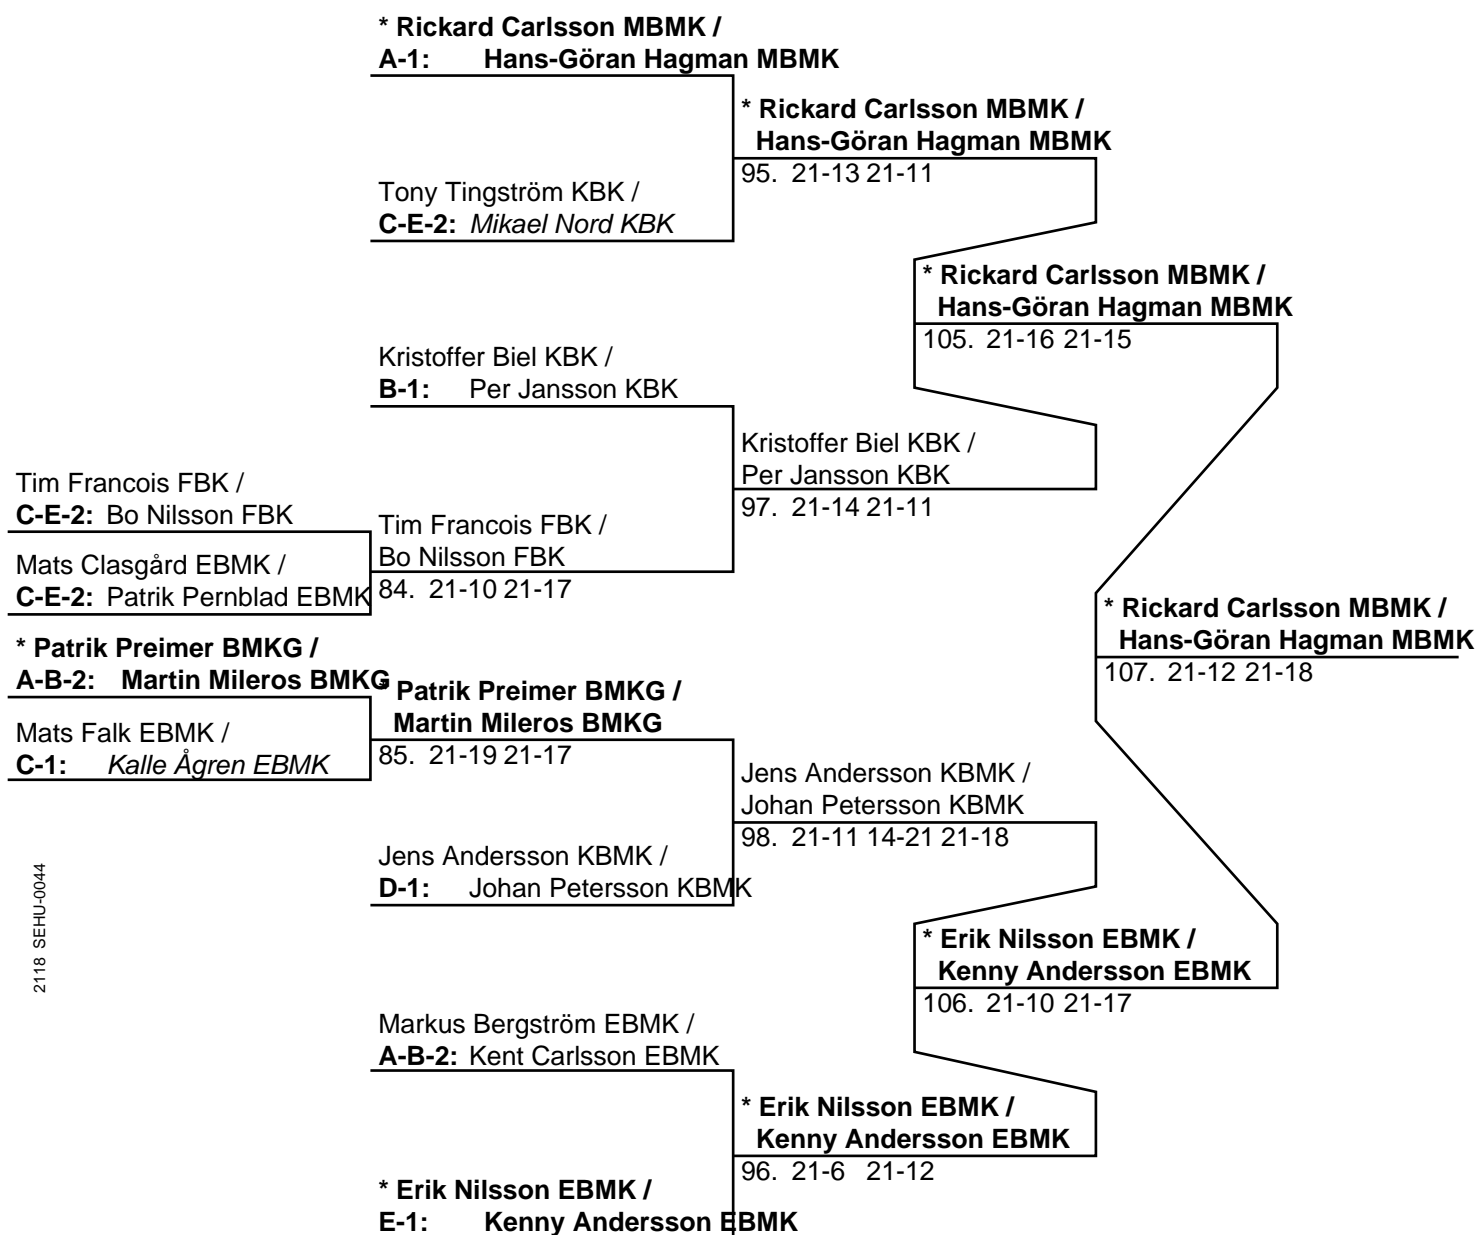 * Rickard Carlsson MBMK /
A-1: Hans-Göran Hagman MBMK
* Rickard Carlsson MBMK /
Hans-Göran Hagman MBMK
95. 21-13 21-11
Tony Tingström KBK /
C-E-2: Mikael Nord KBK
* Rickard Carlsson MBMK /
Hans-Göran Hagman MBMK
105. 21-16 21-15
Kristoffer Biel KBK /
B-1: Per Jansson KBK
Kristoffer Biel KBK /
Per Jansson KBK
97. 21-14 21-11
Tim Francois FBK /
C-E-2: Bo Nilsson FBK
Tim Francois FBK /
Bo Nilsson FBK
84. 21-10 21-17
Mats Clasgård EBMK /
C-E-2: Patrik Pernblad EBMK
* Rickard Carlsson MBMK /
Hans-Göran Hagman MBMK
107. 21-12 21-18
* Patrik Preimer BMKG /
A-B-2: Martin Mileros BMKG
* Patrik Preimer BMKG /
Martin Mileros BMKG
85. 21-19 21-17
Mats Falk EBMK /
C-1: Kalle Ågren EBMK
Jens Andersson KBMK /
Johan Petersson KBMK
98. 21-11 14-21 21-18
Jens Andersson KBMK /
D-1: Johan Petersson KBMK
2118 SEHU-0044
* Erik Nilsson EBMK /
Kenny Andersson EBMK
106. 21-10 21-17
Markus Bergström EBMK /
A-B-2: Kent Carlsson EBMK
* Erik Nilsson EBMK /
Kenny Andersson EBMK
96. 21-6 21-12
* Erik Nilsson EBMK /
E-1: Kenny Andersson EBMK